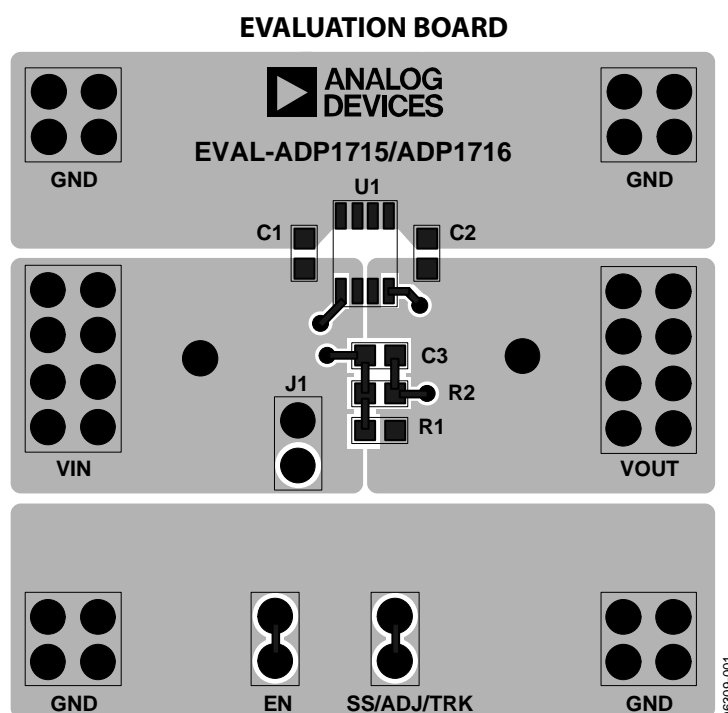 EVALUATION BOARD
ANALOG
DEVICES
EVAL-ADP1715/ADP1716
GND
GND
U1
C1
C2
C3
J1
R2
R1
VIN
VOUT
GND
EN
SS/ADJ/TRK
GND